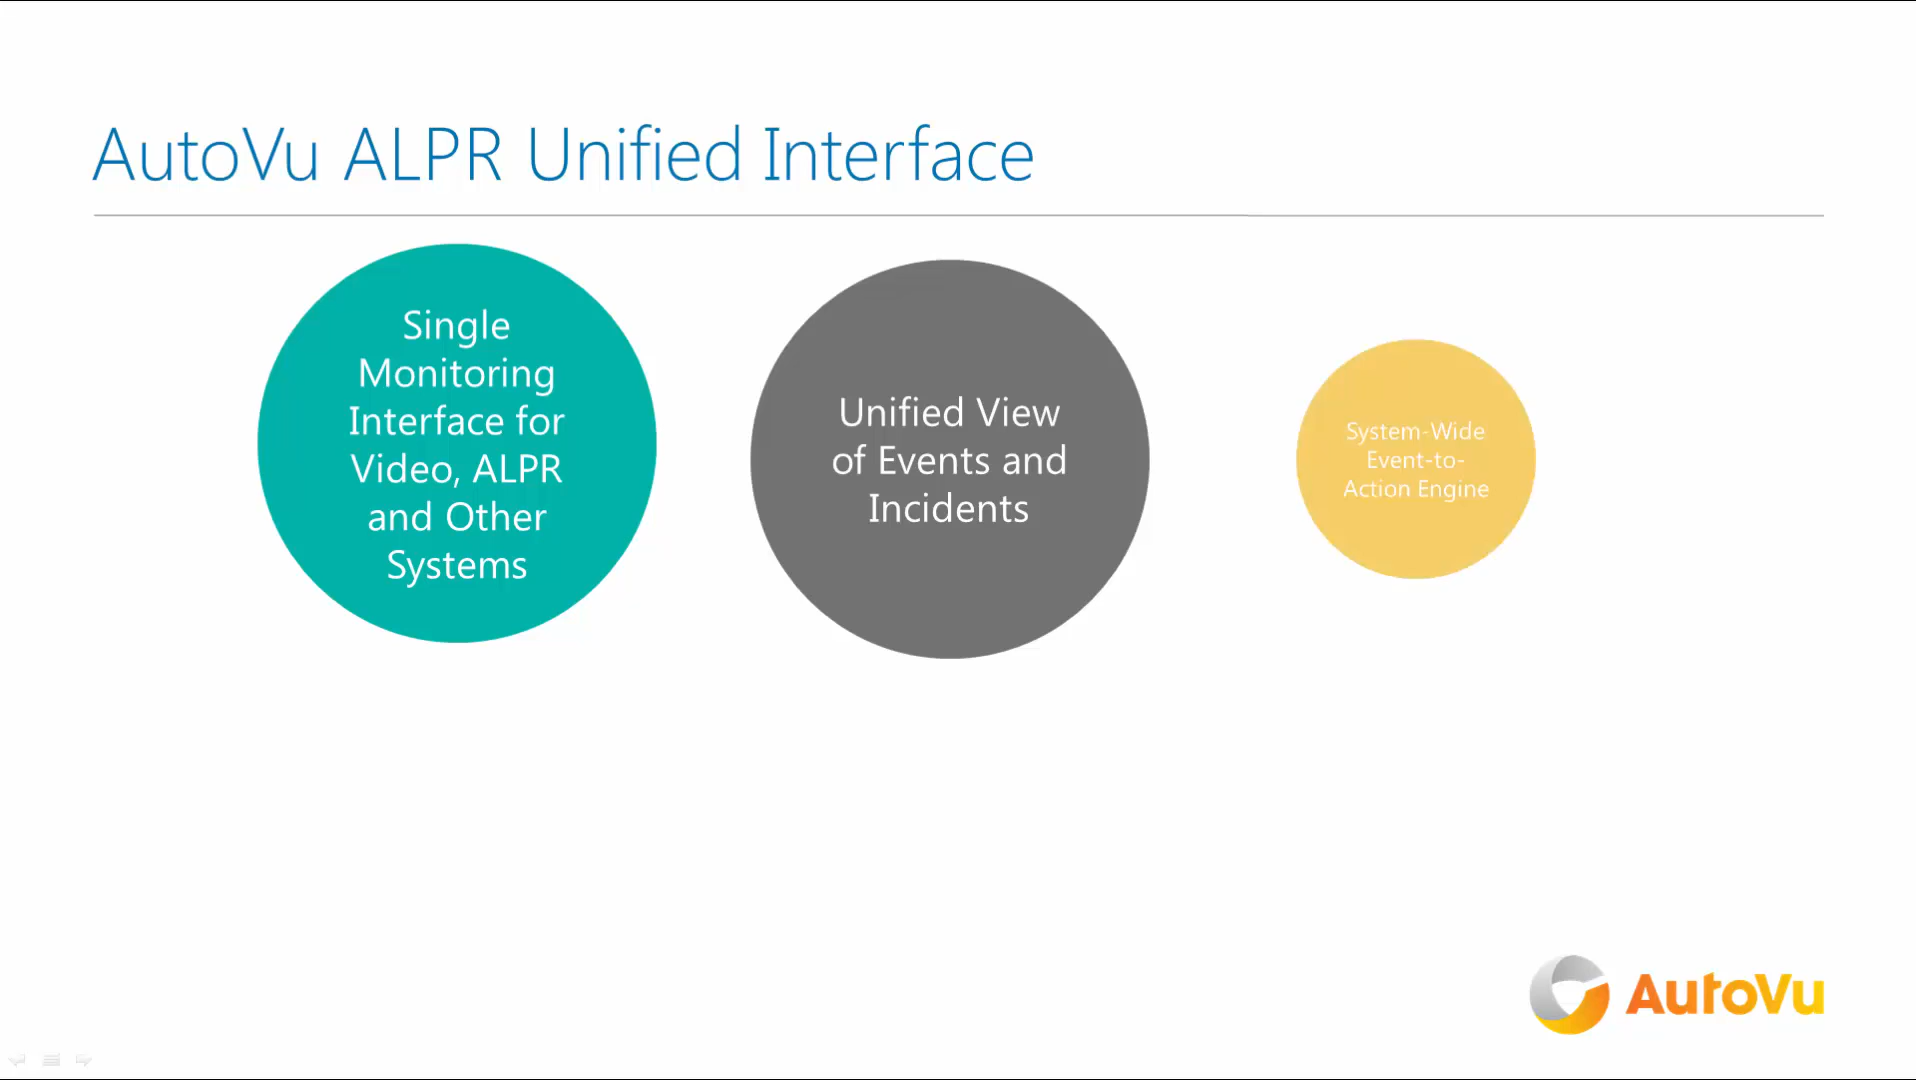 AutoVu ALPR Unified Interface
Single
Monitoring
Interface for
Video, ALPR
and Other
Systems
Unified View
of Events and
Incidents
System-Wide
Event-to-
Action Engine
AutoVu